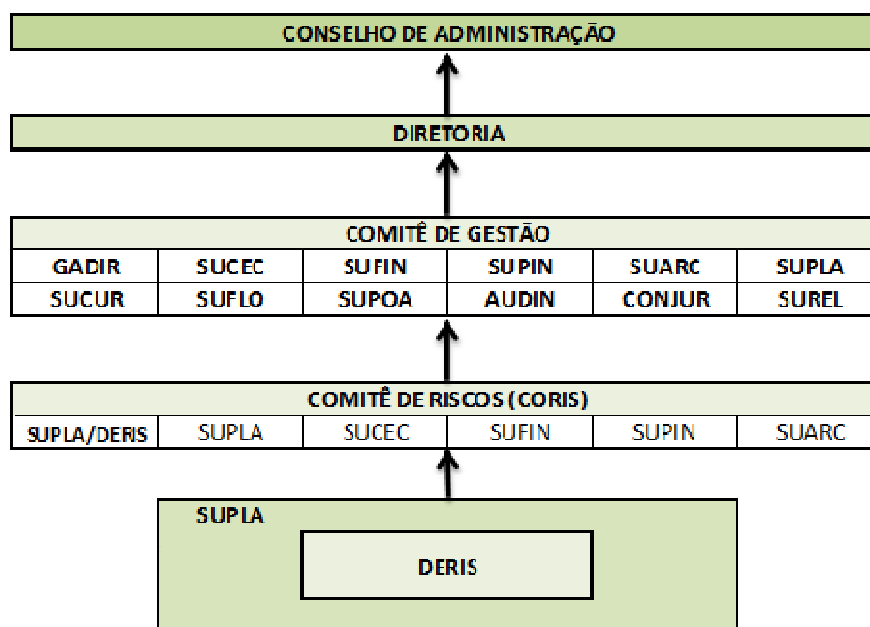 CONSELHO DE ADMINISTRAÇÃO
DIRETORIA
COMITÊ DE GESTÃO
GADIR SUCEC SUFIN SUPIN SUARC SUPLA
SUCUR SUFLO SUPOA AUDIN CONJUR SUREL
COMITÊ DE RISCOS (CORIS)
SUPLA/DERIS SUPLA SUCEC SUFIN SUPIN SUARC
SUPLA
DERIS